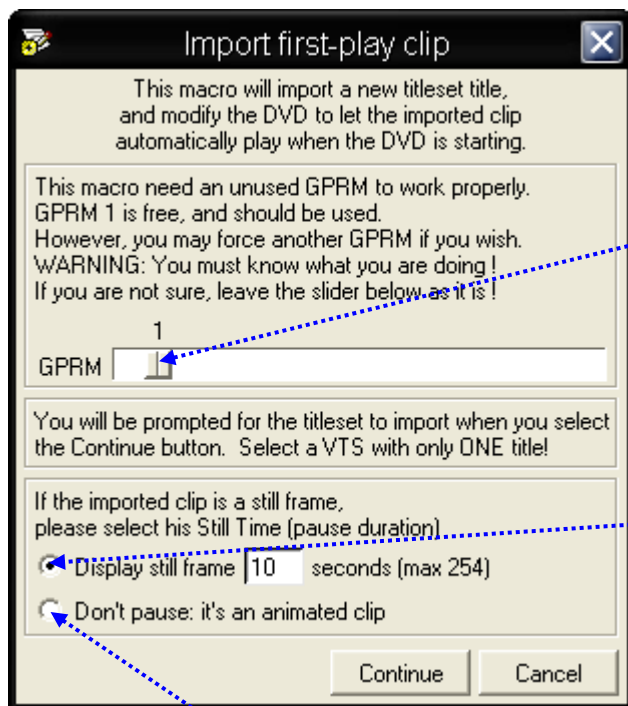 Import first-play clip
This macro will import a new titleset title,
and modify the DVD to let the imported clip
automatically play when the DVD is starting.
This macro need an unused GPRM to work properly.
GPRM 1 is free, and should be used.
However, you may force another GPRM if you wish.
WARNING: You must know what you are doing !
If you are not sure, leave the slider below as it is !
1
GPRM
You will be prompted for the titleset to import when you select
the Continue button. Select a VTS with only ONE title!
If the imported clip is a still frame,
please select his Still Time (pause duration)
Display still frame 10 seconds (max 254)
Don't pause: it's an animated clip
Continue Cancel